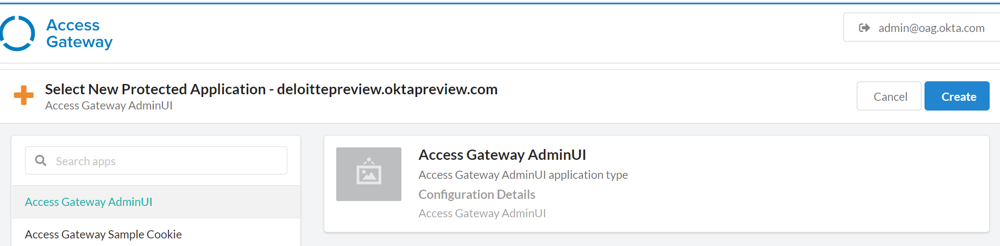 Access
Gateway
admin@oag.okta.com
Select New Protected Application - deloittepreview.oktapreview.com
Access Gateway AdminUI
Cancel
Create
Search apps
Access Gateway AdminUI
Access Gateway Sample Cookie
Access Gateway AdminUI
Access Gateway AdminUI application type
Configuration Details
Access Gateway AdminUI